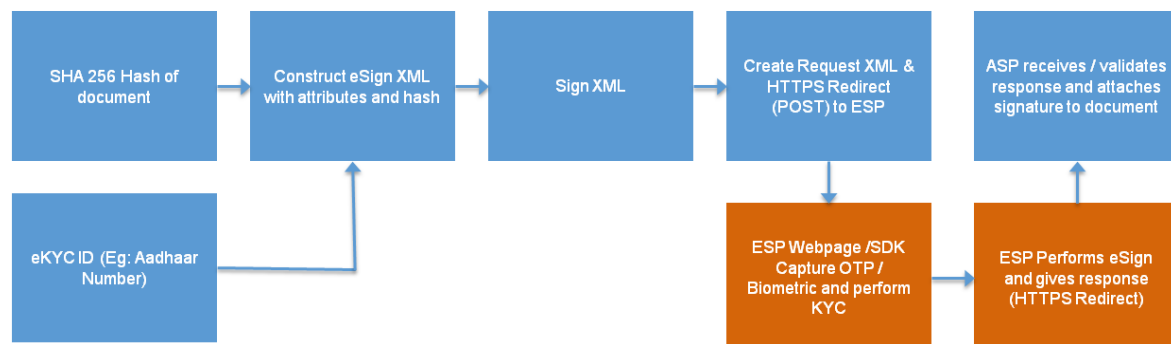 SHA 256 Hash of
document
Construct eSign XML
with attributes and hash
Sign XML
Create Request XML &
HTTPS Redirect
(POST) to ESP
ASP receives / validates
response and attaches
signature to document
eKYC ID (Eg: Aadhaar
Number)
ESP Webpage /SDK
Capture OTP /
Biometric and perform
KYC
ESP Performs eSign
and gives response
(HTTPS Redirect)